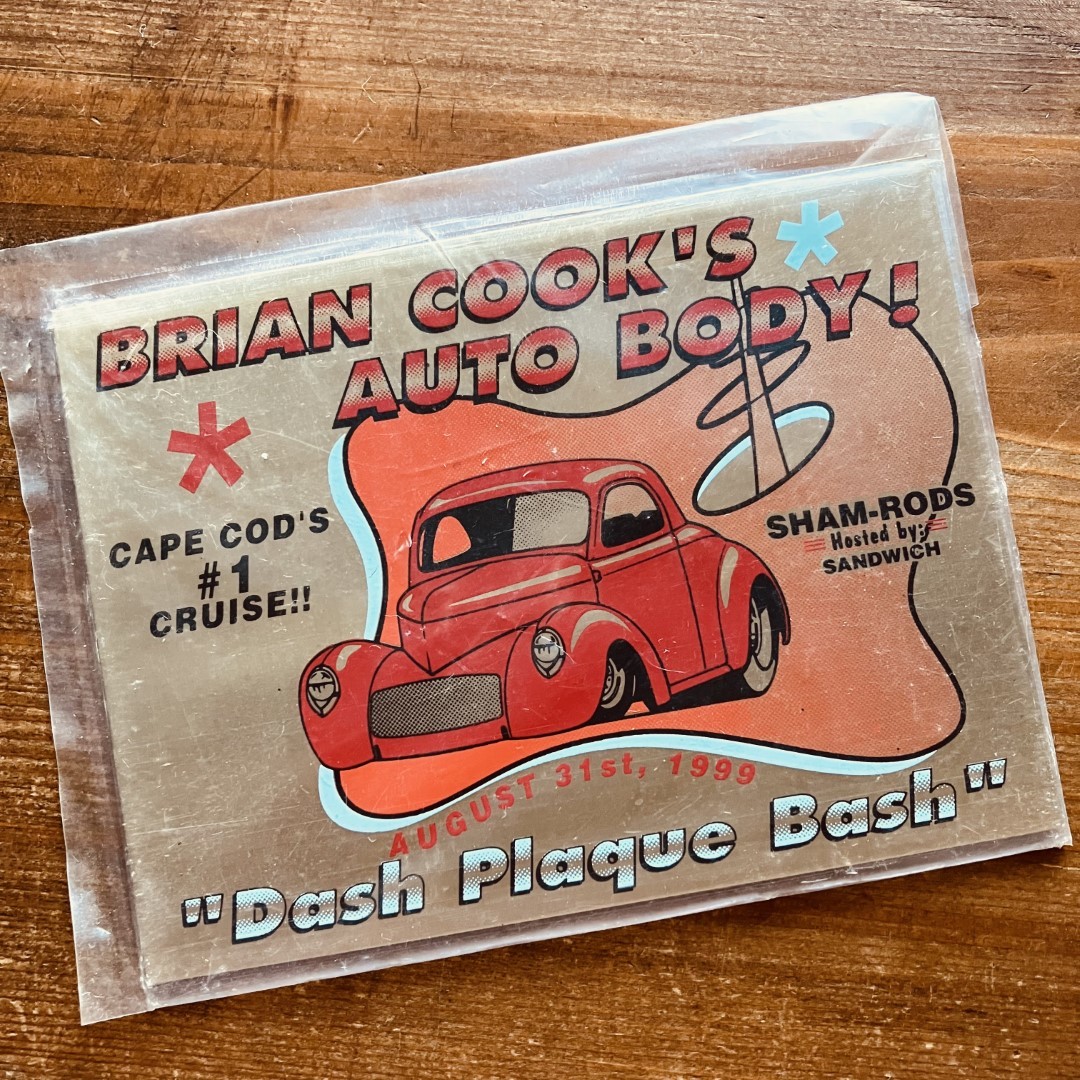 BRIAN COOK'S
AUTO BODY!
CAPE COD'S
#1
CRUISE!!
SHAM-RODS
Hosted by:
SANDWICH
AUGUST 31st, 1999
"Dash Plaque Bash"